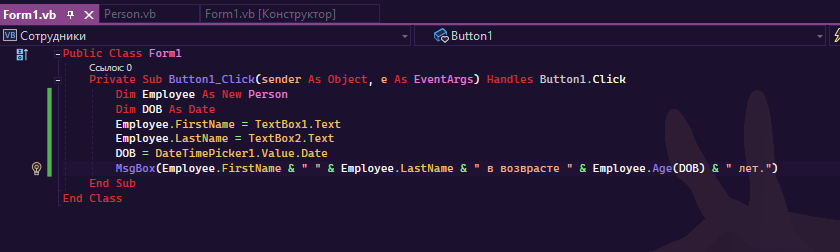 Form1.vb Person.vb Form1.vb [Конструктор]
VB Сотрудники Button1
Public Class Form1
Ссылок: 0
Private Sub Button1_Click(sender As Object, e As EventArgs) Handles Button1.Click
Dim Employee As New Person
Dim DOB As Date
Employee.FirstName = TextBox1.Text
Employee.LastName = TextBox2.Text
DOB = DateTimePicker1.Value.Date
MsgBox(Employee.FirstName & " " & Employee.LastName & " в возврасте " & Employee.Age(DOB) & " лет.")
End Sub
End Class